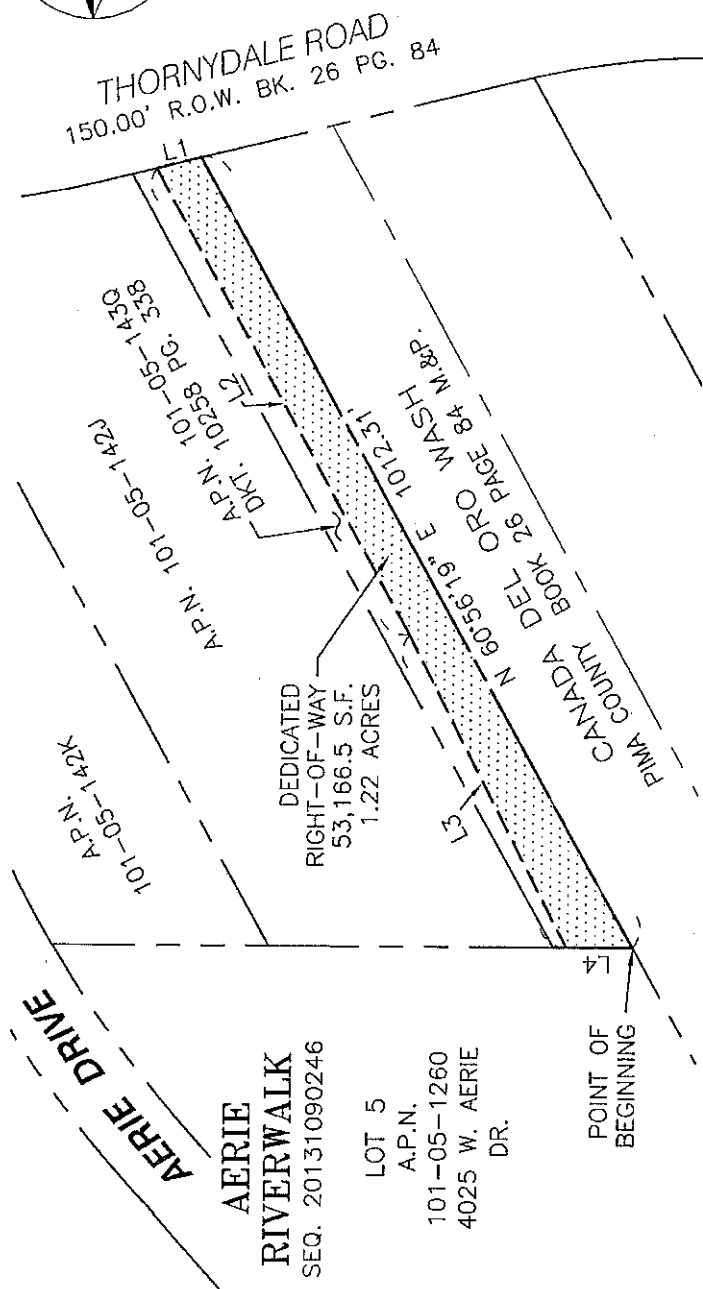 THORNYDALE ROAD
150.00' R.O.W. BK. 26 PG. 84
L1
A.P.N. 101-05-143Q
DKT. 10258 PG. 338
L2
A.P.N. 101-05-142J
A.P.N.
101-05-142K
DEDICATED
RIGHT-OF-WAY
53,166.5 S.F.
1.22 ACRES
N 60°56'19" E 1012.31'
CANADA DEL ORO WASH
PIMA COUNTY BOOK 26 PAGE 84 M.&P.
L3
L4
AERIE DRIVE
AERIE
RIVERWALK
SEQ. 20131090246
LOT 5
A.P.N.
101-05-1260
4025 W. AERIE
DR.
POINT OF
BEGINNING